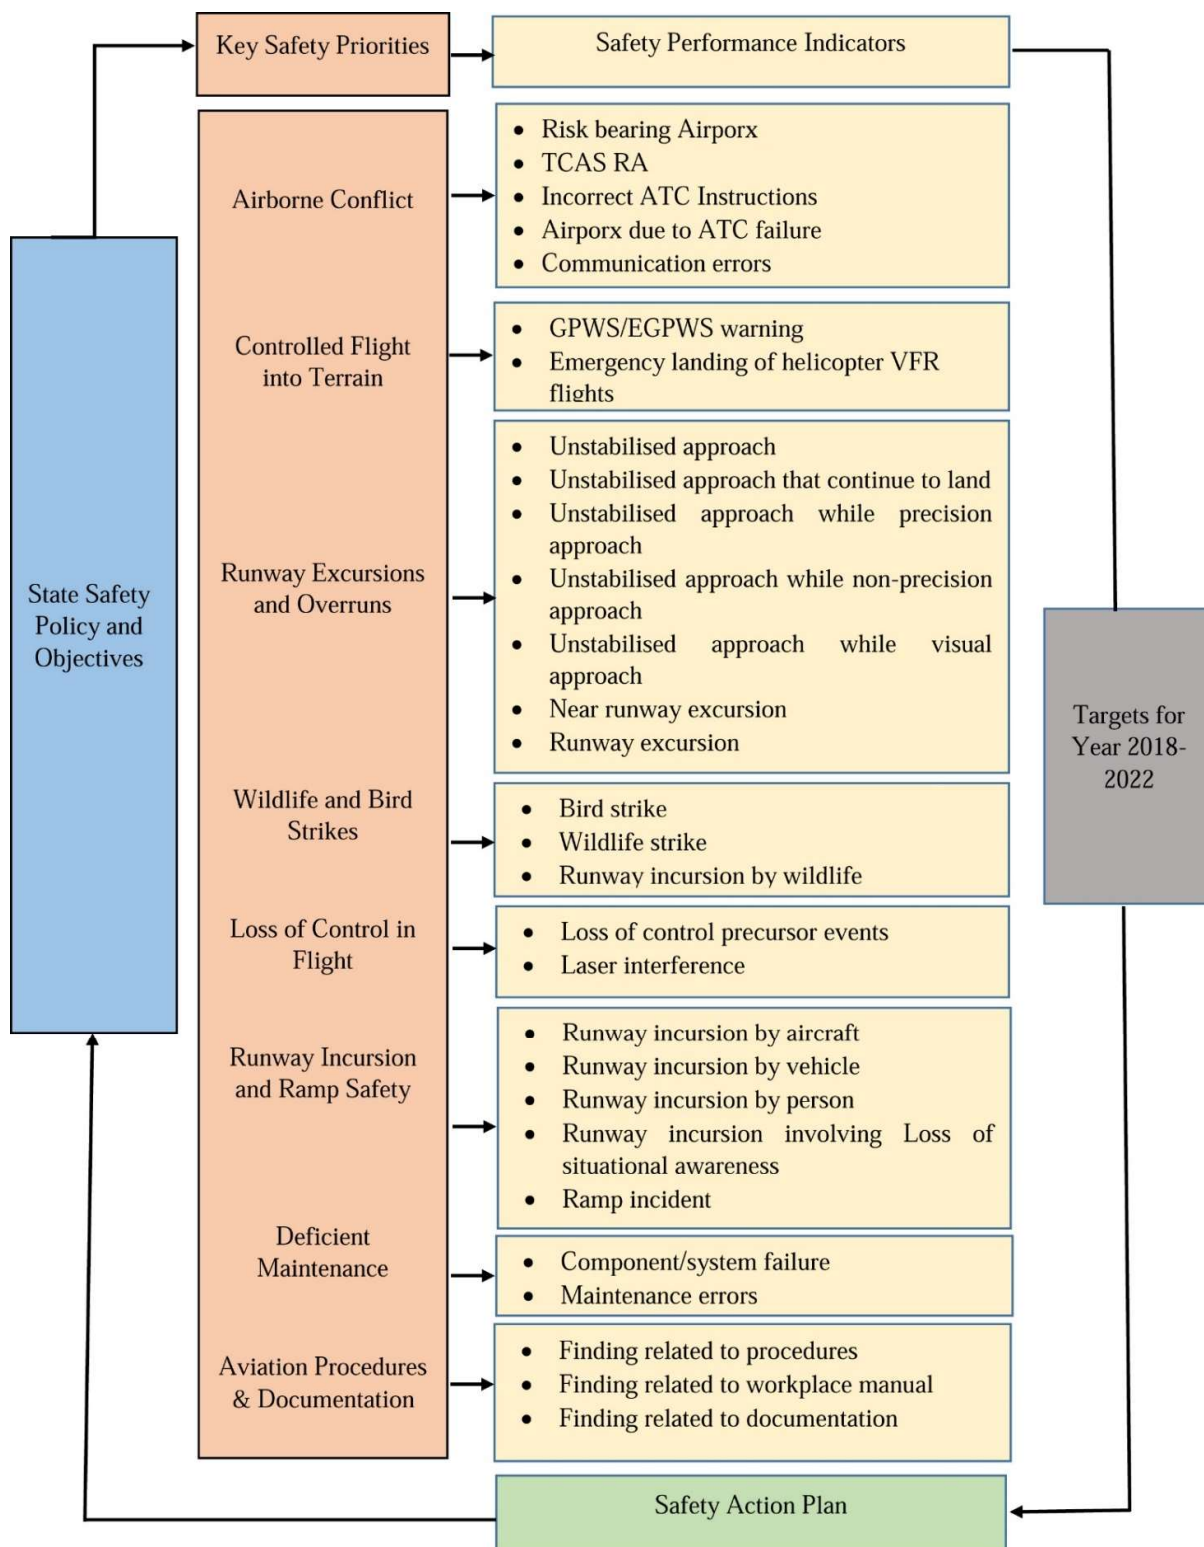 Key Safety Priorities
Safety Performance Indicators
State Safety
Policy and
Objectives
Airborne Conflict
• Risk bearing Airporx
• TCAS RA
• Incorrect ATC Instructions
• Airporx due to ATC failure
• Communication errors
Controlled Flight
into Terrain
• GPWS/EGPWS warning
• Emergency landing of helicopter VFR
flights
Runway Excursions
and Overruns
• Unstabilised approach
• Unstabilised approach that continue to land
• Unstabilised approach while precision
approach
• Unstabilised approach while non-precision
approach
• Unstabilised approach while visual
approach
• Near runway excursion
• Runway excursion
Wildlife and Bird
Strikes
• Bird strike
• Wildlife strike
• Runway incursion by wildlife
Loss of Control in
Flight
• Loss of control precursor events
• Laser interference
Runway Incursion
and Ramp Safety
• Runway incursion by aircraft
• Runway incursion by vehicle
• Runway incursion by person
• Runway incursion involving Loss of
situational awareness
• Ramp incident
Deficient
Maintenance
• Component/system failure
• Maintenance errors
Aviation Procedures
& Documentation
• Finding related to procedures
• Finding related to workplace manual
• Finding related to documentation
Targets for
Year 2018-
2022
Safety Action Plan